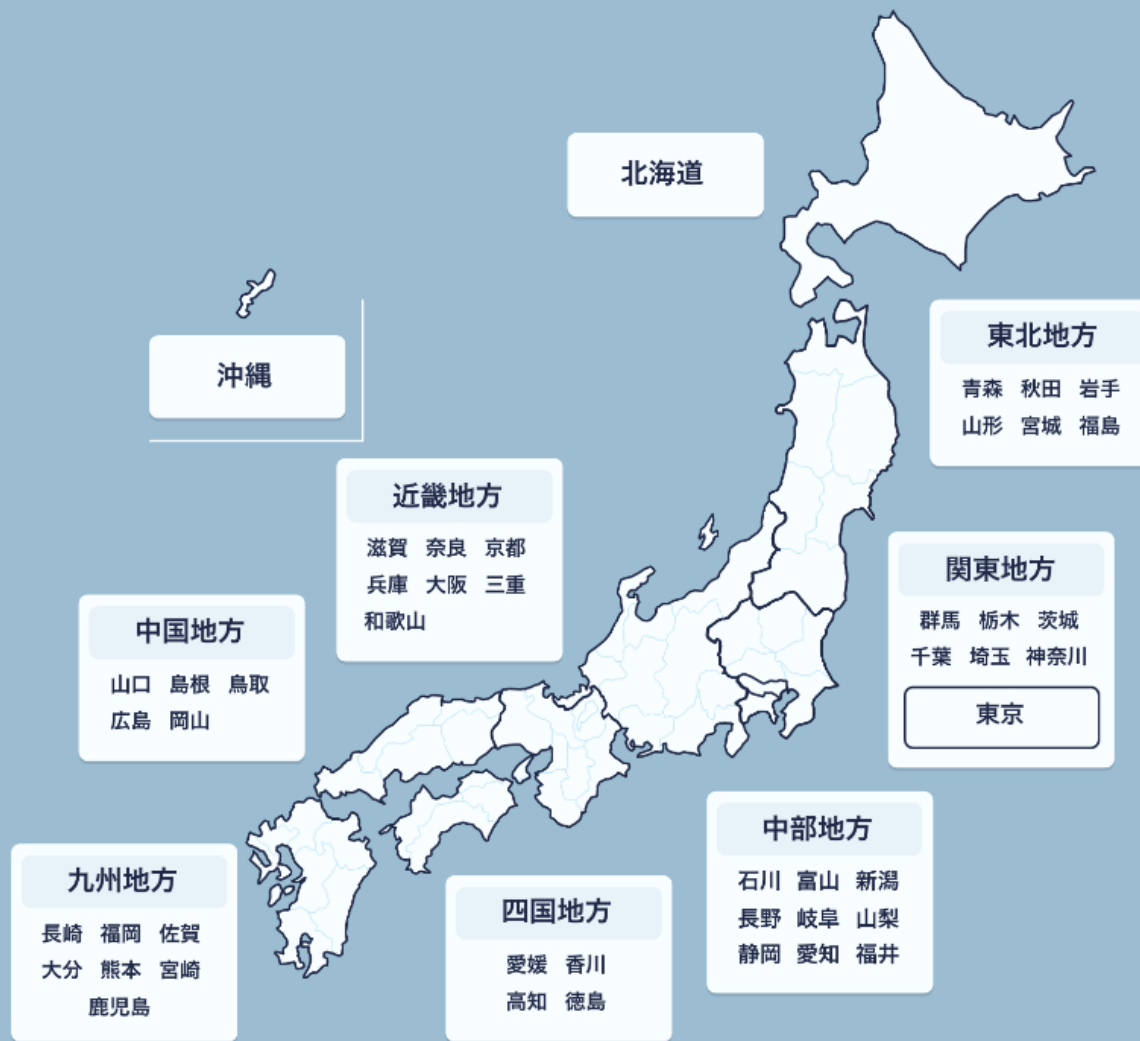 北海道
沖縄
東北地方
青森 秋田 岩手
山形 宮城 福島
近畿地方
滋賀 奈良 京都
兵庫 大阪 三重
和歌山
関東地方
群馬 栃木 茨城
千葉 埼玉 神奈川
東京
中国地方
山口 島根 鳥取
広島 岡山
中部地方
石川 富山 新潟
長野 岐阜 山梨
静岡 愛知 福井
九州地方
長崎 福岡 佐賀
大分 熊本 宮崎
鹿児島
四国地方
愛媛 香川
高知 徳島